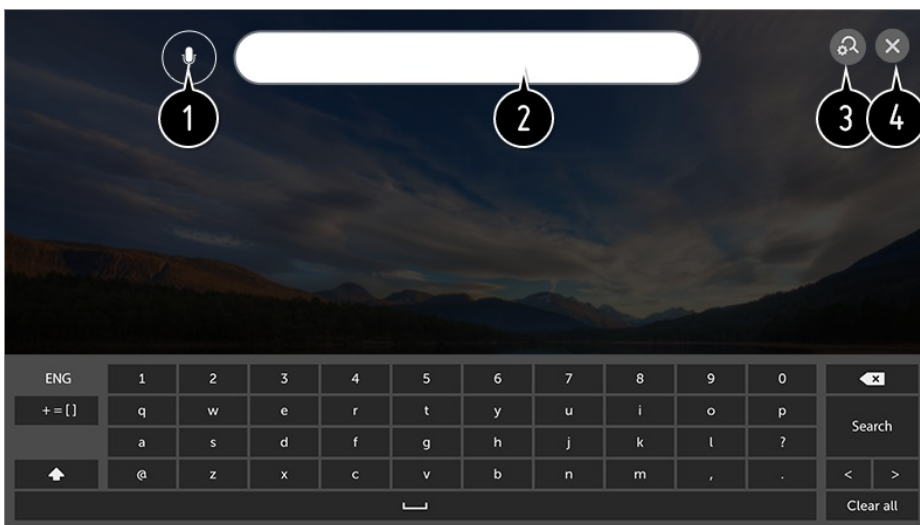 1 2 3 4
ENG 1 2 3 4 5 6 7 8 9 0
+ = [ ] q w e r t y u i o p Search
a s d f g h j k l ?
@ z x c v b n m , . < >
Clear all